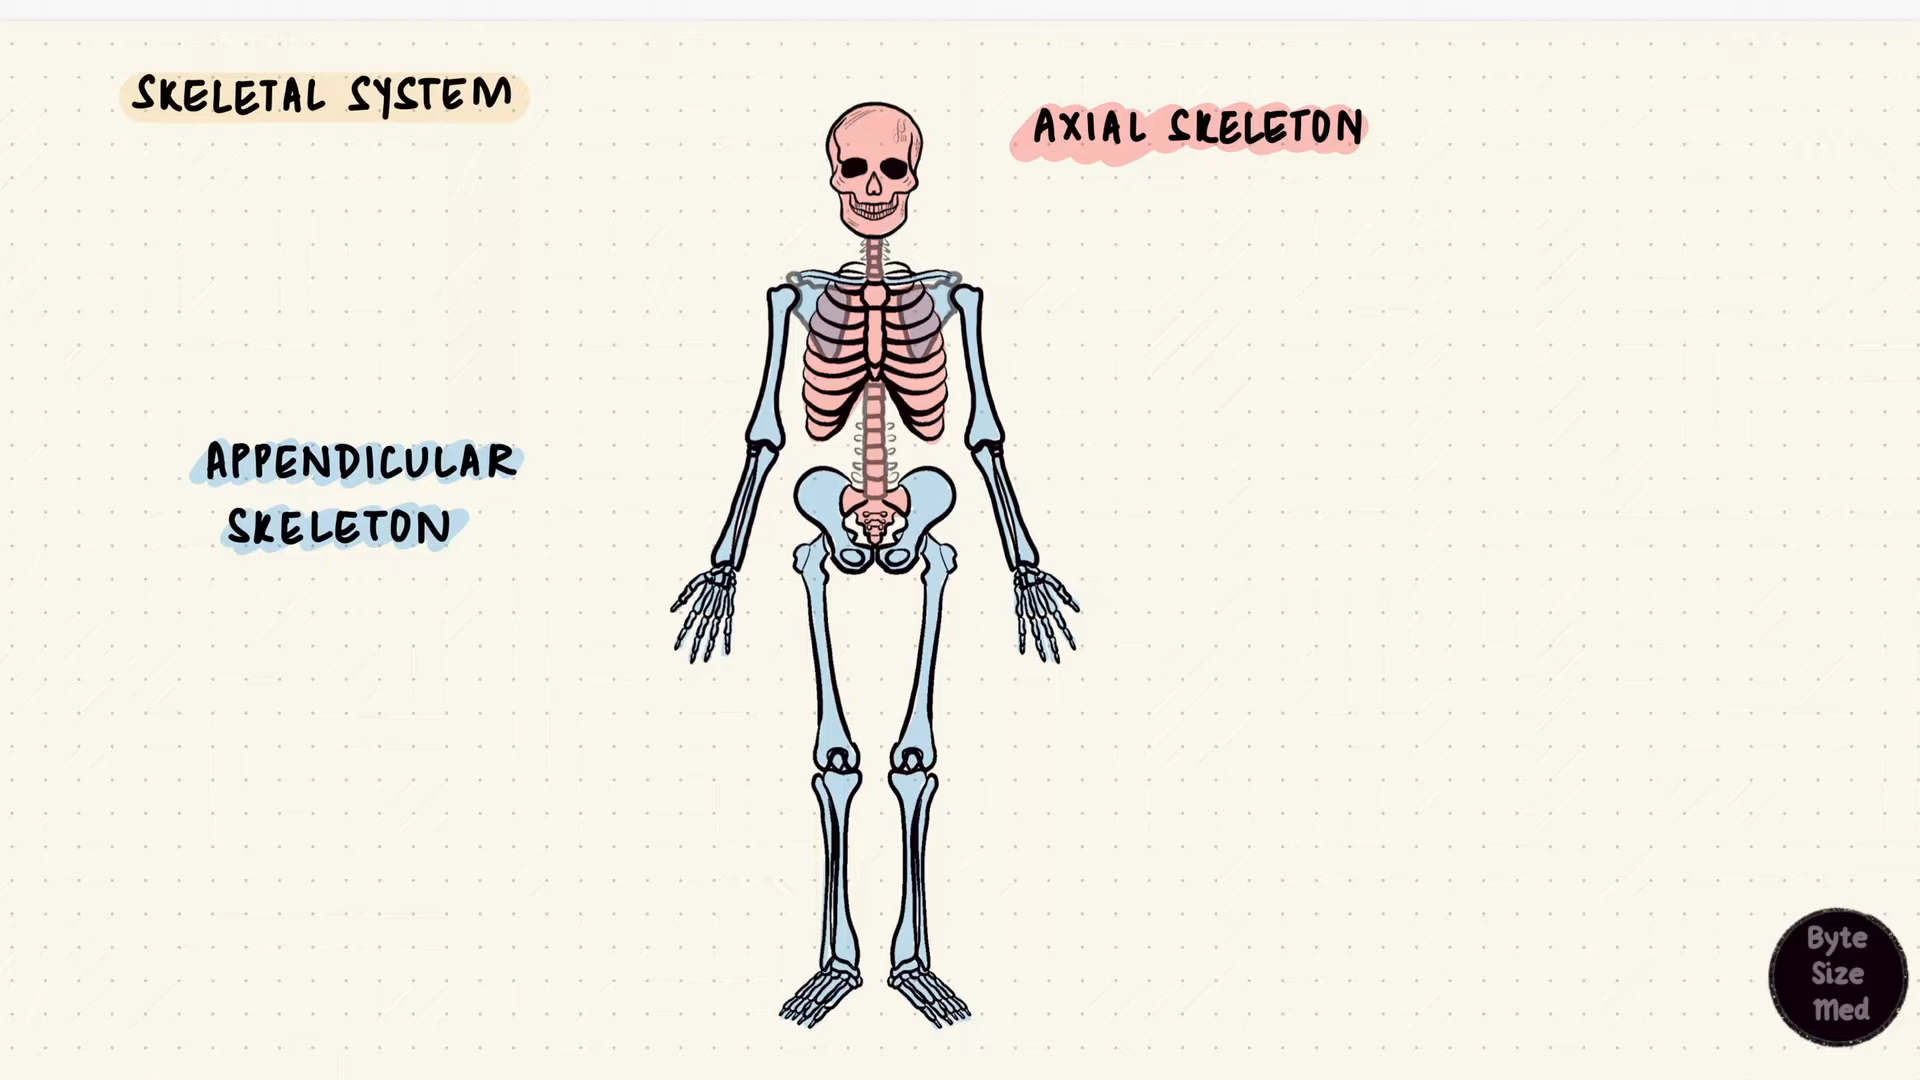 SKELETAL SYSTEM
AXIAL SKELETON
APPENDICULAR
SKELETON
Byte
Size
Med